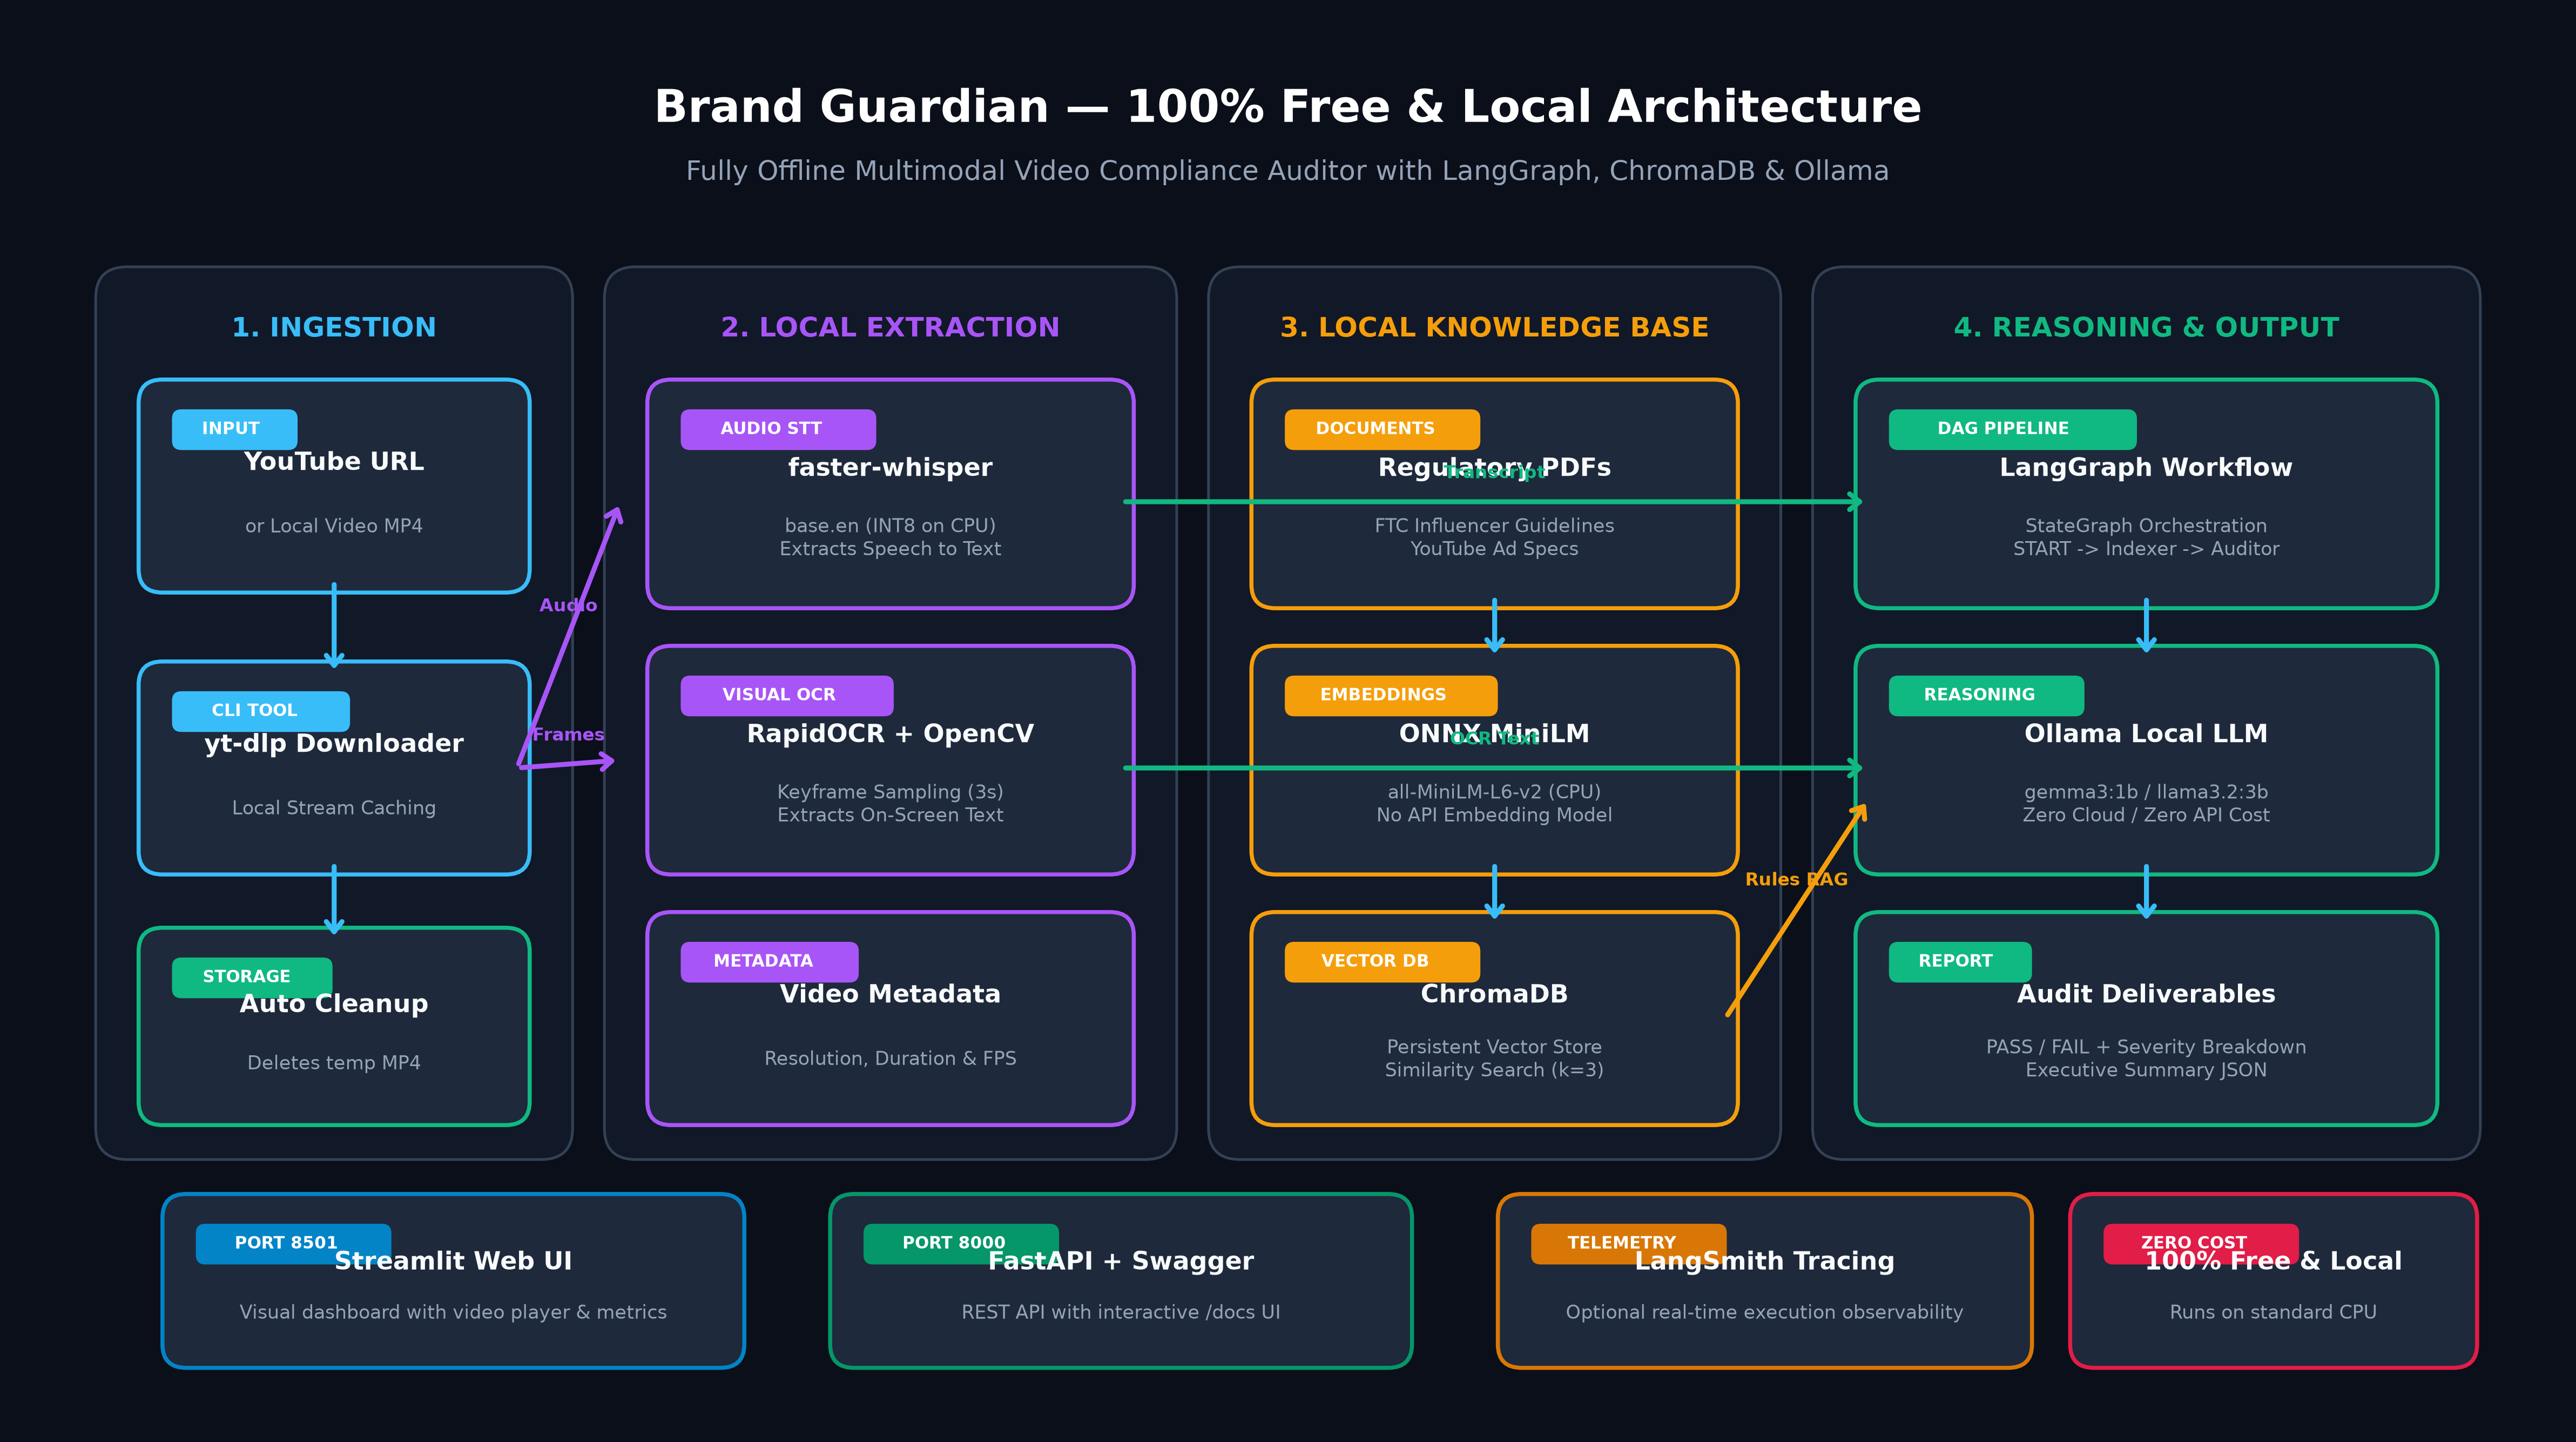 Brand Guardian — 100% Free & Local Architecture
Fully Offline Multimodal Video Compliance Auditor with LangGraph, ChromaDB & Ollama
1. INGESTION
INPUT
YouTube URL
or Local Video MP4
CLI TOOL
yt-dlp Downloader
Local Stream Caching
STORAGE
Auto Cleanup
Deletes temp MP4
Audio
Frames
2. LOCAL EXTRACTION
AUDIO STT
faster-whisper
base.en (INT8 on CPU)
Extracts Speech to Text
VISUAL OCR
RapidOCR + OpenCV
Keyframe Sampling (3s)
Extracts On-Screen Text
METADATA
Video Metadata
Resolution, Duration & FPS
3. LOCAL KNOWLEDGE BASE
DOCUMENTS
Regulatory PDFs
Transcript
FTC Influencer Guidelines
YouTube Ad Specs
EMBEDDINGS
ONNX MiniLM
OCR Text
all-MiniLM-L6-v2 (CPU)
No API Embedding Model
VECTOR DB
ChromaDB
Persistent Vector Store
Similarity Search (k=3)
Rules RAG
4. REASONING & OUTPUT
DAG PIPELINE
LangGraph Workflow
StateGraph Orchestration
START -> Indexer -> Auditor
REASONING
Ollama Local LLM
gemma3:1b / llama3.2:3b
Zero Cloud / Zero API Cost
REPORT
Audit Deliverables
PASS / FAIL + Severity Breakdown
Executive Summary JSON
PORT 8501
Streamlit Web UI
Visual dashboard with video player & metrics
PORT 8000
FastAPI + Swagger
REST API with interactive /docs UI
TELEMETRY
LangSmith Tracing
Optional real-time execution observability
ZERO COST
100% Free & Local
Runs on standard CPU